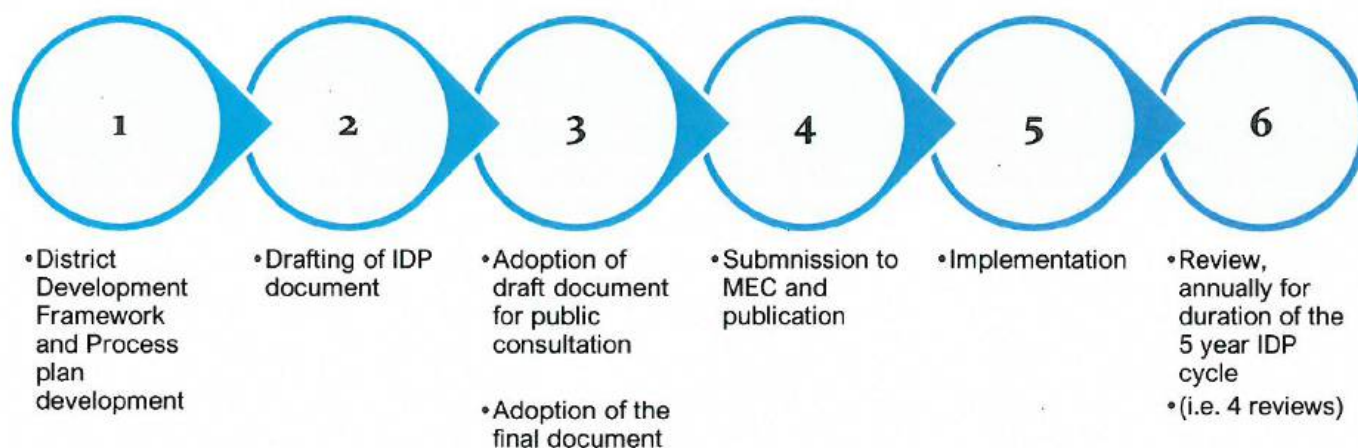 1
2
3
4
5
6
•District
Development
Framework
and Process
plan
development
•Drafting of IDP
document
•Adoption of
draft document
for public
consultation
•Adoption of the
final document
•Submnission to
MEC and
publication
•Implementation
•Review,
annually for
duration of the
5 year IDP
cycle
•(i.e. 4 reviews)